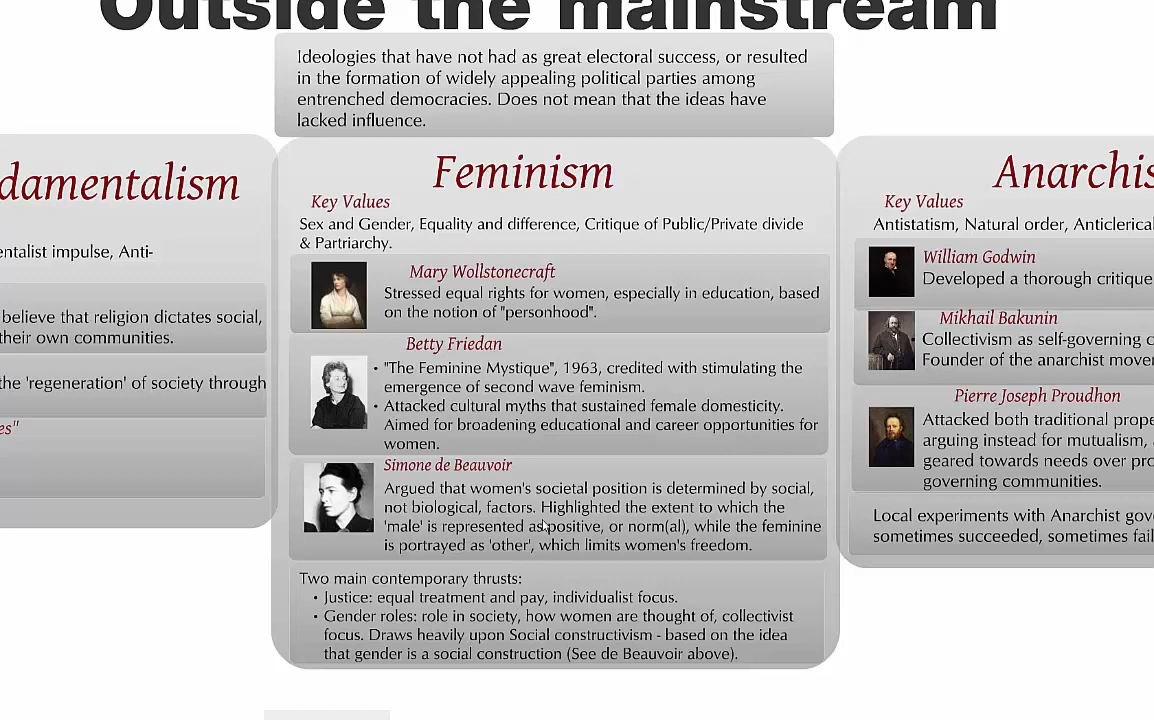 Outside the mainstream
Ideologies that have not had as great electoral success, or resulted
in the formation of widely appealing political parties among
entrenched democracies. Does not mean that the ideas have
lacked influence.
damentalism
entalist impulse, Anti-
believe that religion dictates social,
their own communities.
the 'regeneration' of society through
es"
Feminism
Key Values
Sex and Gender, Equality and difference, Critique of Public/Private divide
& Partriarchy.
Mary Wollstonecraft
Stressed equal rights for women, especially in education, based
on the notion of "personhood".
Betty Friedan
• "The Feminine Mystique", 1963, credited with stimulating the
emergence of second wave feminism.
• Attacked cultural myths that sustained female domesticity.
Aimed for broadening educational and career opportunities for
women.
Simone de Beauvoir
Argued that women's societal position is determined by social,
not biological, factors. Highlighted the extent to which the
'male' is represented as positive, or norm(al), while the feminine
is portrayed as 'other', which limits women's freedom.
Two main contemporary thrusts:
• Justice: equal treatment and pay, individualist focus.
• Gender roles: role in society, how women are thought of, collectivist
focus. Draws heavily upon Social constructivism - based on the idea
that gender is a social construction (See de Beauvoir above).
Anarchis
Key Values
Antistatism, Natural order, Anticlerical
William Godwin
Developed a thorough critique
Mikhail Bakunin
Collectivism as self-governing c
Founder of the anarchist mover
Pierre Joseph Proudhon
Attacked both traditional prope
arguing instead for mutualism,
geared towards needs over pro
governing communities.
Local experiments with Anarchist gov
sometimes succeeded, sometimes fail